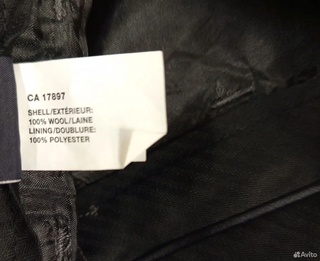 CA 17897
SHELL/EXTÉRIEUR:
100% WOOL/LAINE
LINING/DOUBLURE:
100% POLYESTER
Avito